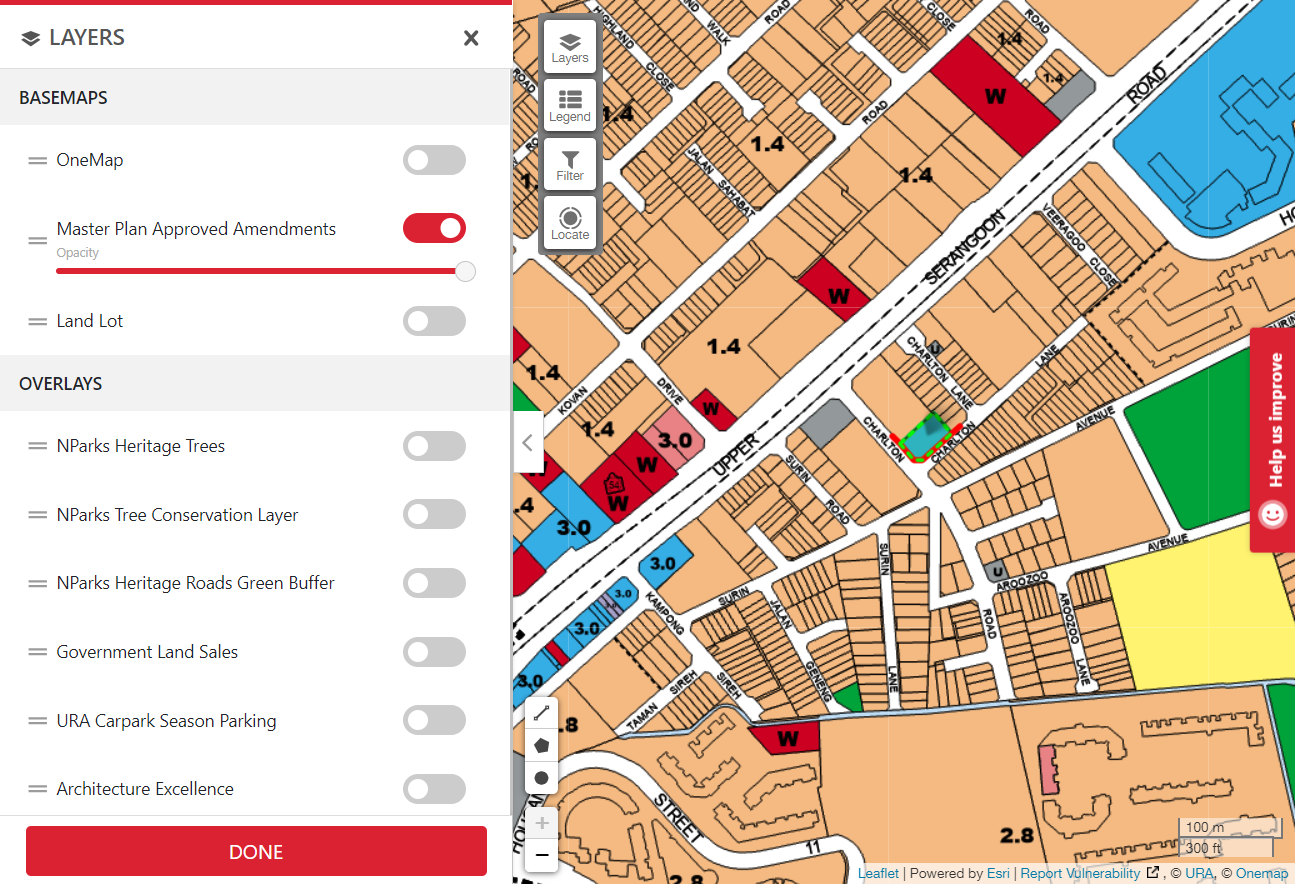 LAYERS
BASEMAPS
OneMap
Master Plan Approved Amendments
Opacity
Land Lot
OVERLAYS
NParks Heritage Trees
NParks Tree Conservation Layer
NParks Heritage Roads Green Buffer
Government Land Sales
URA Carpark Season Parking
Architecture Excellence
DONE
Layers
Legend
Filter
Locate
HIGHLAND
CLOSE
WALK
ROAD
CLOSE
ROAD
1.4
1.4
W
ROAD
ROAD
ROAD
1.4
1.4
JALAN
SAHABAT
1.4
SERANGOON
VEERAGOO
CLOSE
W
1.4
1.4
U
CHARLTON
LANE
LANE
KOVAN
DRIVE
W
1.4
3.0
CHARLTON
CHARLTON
AVENUE
UPPER
W
W
54
W
SURIN
ROAD
3.0
3.0
SURIN
AVENUE
U
AROOZOO
3.0
3.0
3.0
KAMPONG
SURIN
JALAN
ROAD
AROOZOO
LANE
SIREH
SIREH
GENENG
LANE
TAMAN
W
STREET
11
2.8
2.8
Help us improve
100 m
300 ft
Leaflet | Powered by Esri | Report Vulnerability , © URA, © Onemap